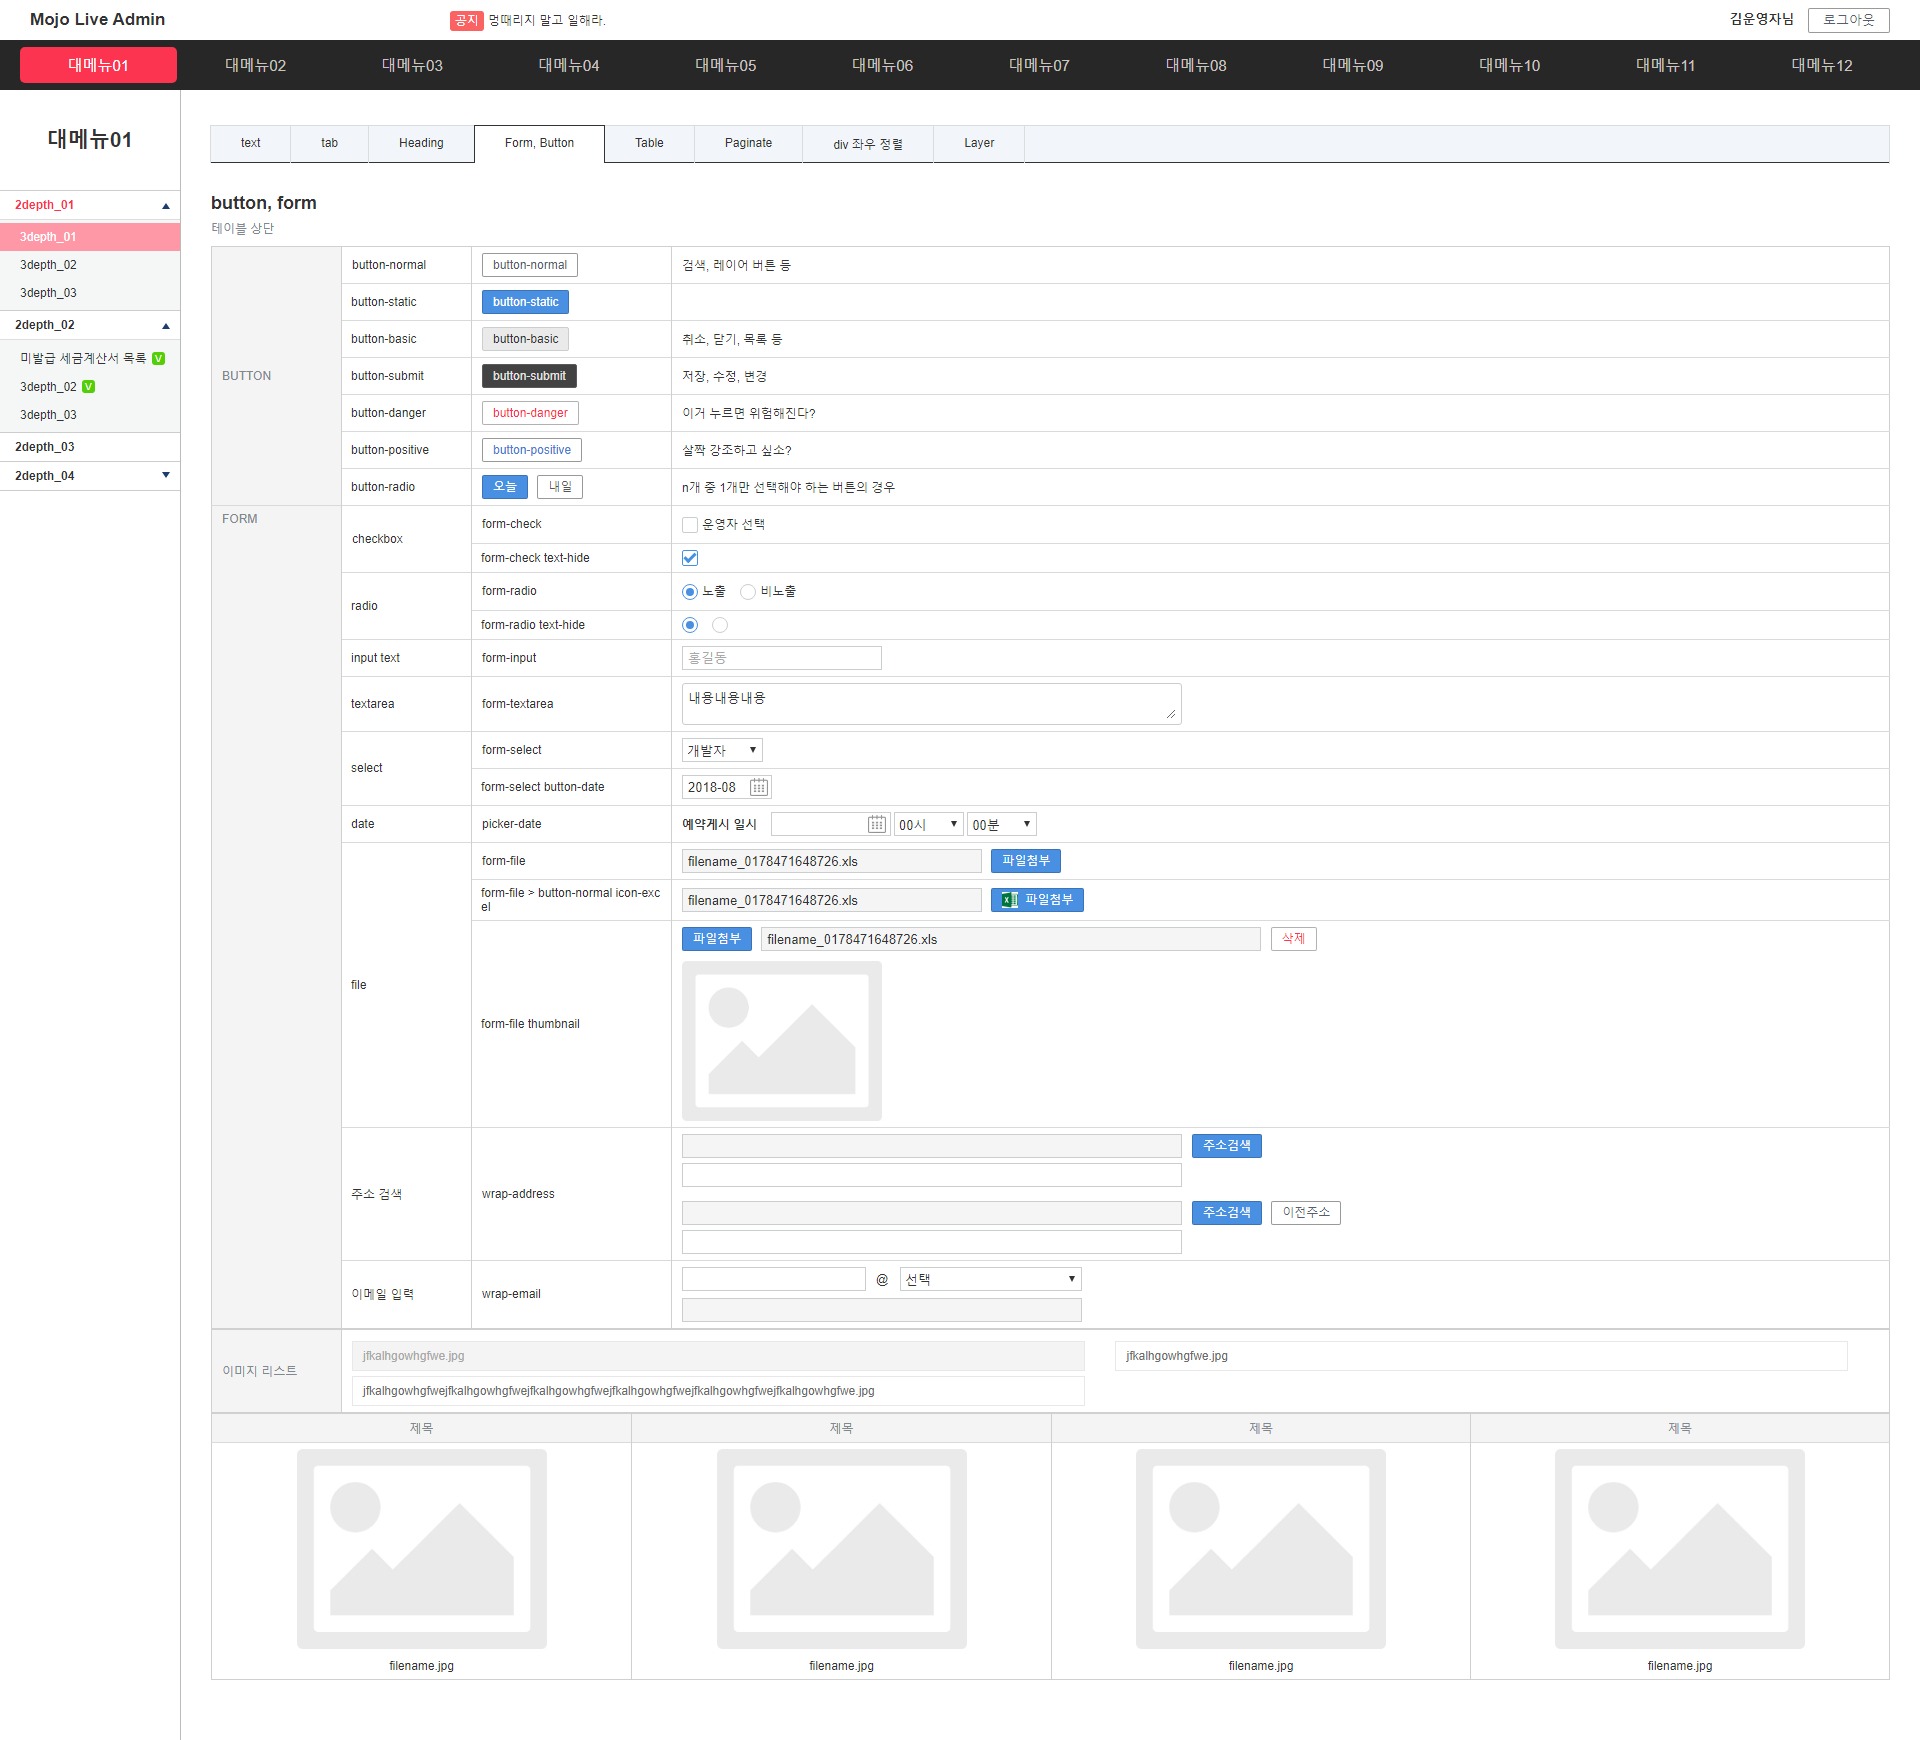 Mojo Live Admin
공지 멍때리지 말고 일해라.
김운영자님 로그아웃
대메뉴01 대메뉴02 대메뉴03 대메뉴04 대메뉴05 대메뉴06 대메뉴07 대메뉴08 대메뉴09 대메뉴10 대메뉴11 대메뉴12
대메뉴01
2depth_01
3depth_01
3depth_02
3depth_03
2depth_02
미발급 세금계산서 목록 V
3depth_02 V
3depth_03
2depth_03
2depth_04
text tab Heading Form, Button Table Paginate div 좌우 정렬 Layer
button, form
테이블 상단
BUTTON
button-normal button-normal 검색, 레이어 버튼 등
button-static button-static
button-basic button-basic 취소, 닫기, 목록 등
button-submit button-submit 저장, 수정, 변경
button-danger button-danger 이거 누르면 위험해진다?
button-positive button-positive 살짝 강조하고 싶소?
button-radio 오늘 내일 n개 중 1개만 선택해야 하는 버튼의 경우
FORM
checkbox
form-check 운영자 선택
form-check text-hide
radio
form-radio 노출 비노출
form-radio text-hide
input text form-input 홍길동
textarea form-textarea 내용내용내용
select
form-select 개발자
form-select button-date 2018-08
date picker-date 예약게시 일시 00시 00분
file
form-file filename_0178471648726.xls 파일첨부
form-file > button-normal icon-exc
el
filename_0178471648726.xls 파일첨부
form-file thumbnail
파일첨부 filename_0178471648726.xls 삭제
주소 검색 wrap-address
주소검색
주소검색 이전주소
이메일 입력 wrap-email
@ 선택
이미지 리스트
jfkalhgowhgfwe.jpg jfkalhgowhgfwe.jpg
jfkalhgowhgfwejfkalhgowhgfwejfkalhgowhgfwejfkalhgowhgfwejfkalhgowhgfwejfkalhgowhgfwe.jpg
제목 제목 제목 제목
filename.jpg filename.jpg filename.jpg filename.jpg